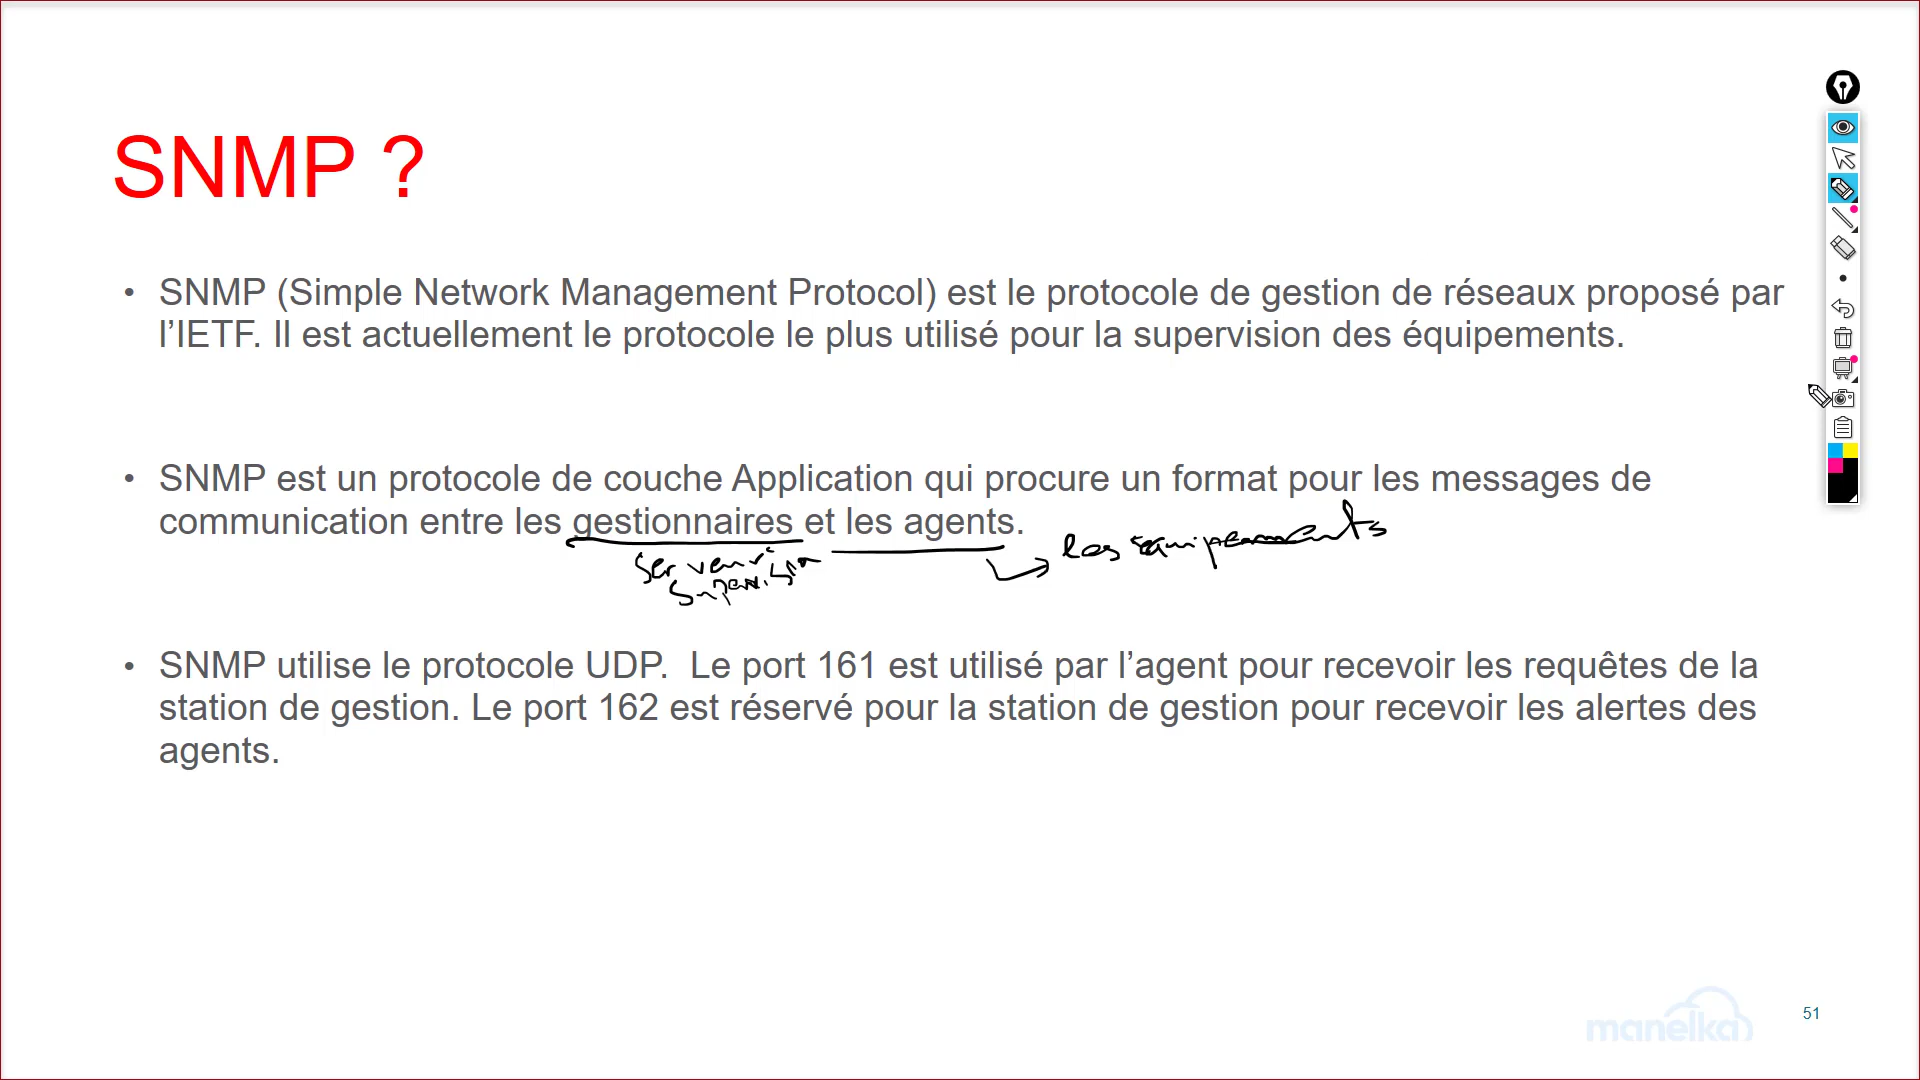 SNMP ?
• SNMP (Simple Network Management Protocol) est le protocole de gestion de réseaux proposé par
l’IETF. Il est actuellement le protocole le plus utilisé pour la supervision des équipements.
• SNMP est un protocole de couche Application qui procure un format pour les messages de
communication entre les gestionnaires et les agents.
les équipements
serveur
• SNMP utilise le protocole UDP.  Le port 161 est utilisé par l’agent pour recevoir les requêtes de la
station de gestion. Le port 162 est réservé pour la station de gestion pour recevoir les alertes des
agents.
manelka
51